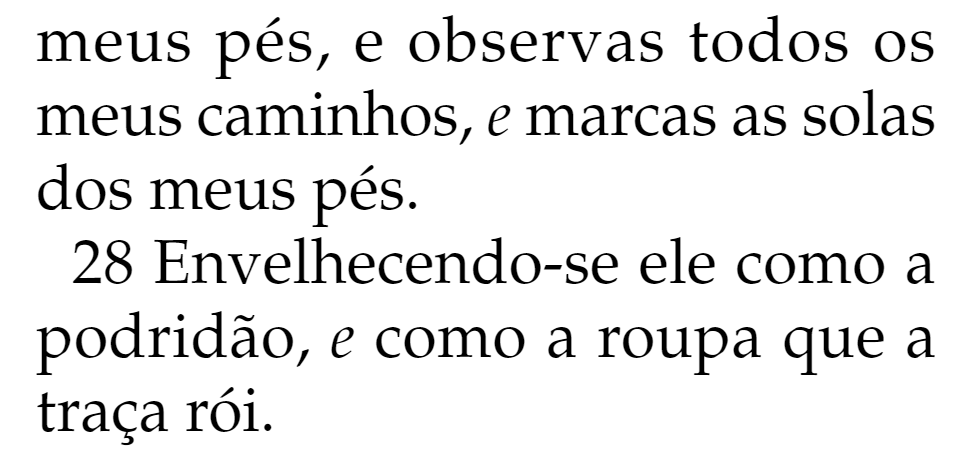 meus pés, e observas todos os
meus caminhos, e marcas as solas
dos meus pés.
28 Envelhecendo-se ele como a
podridão, e como a roupa que a
traça rói.